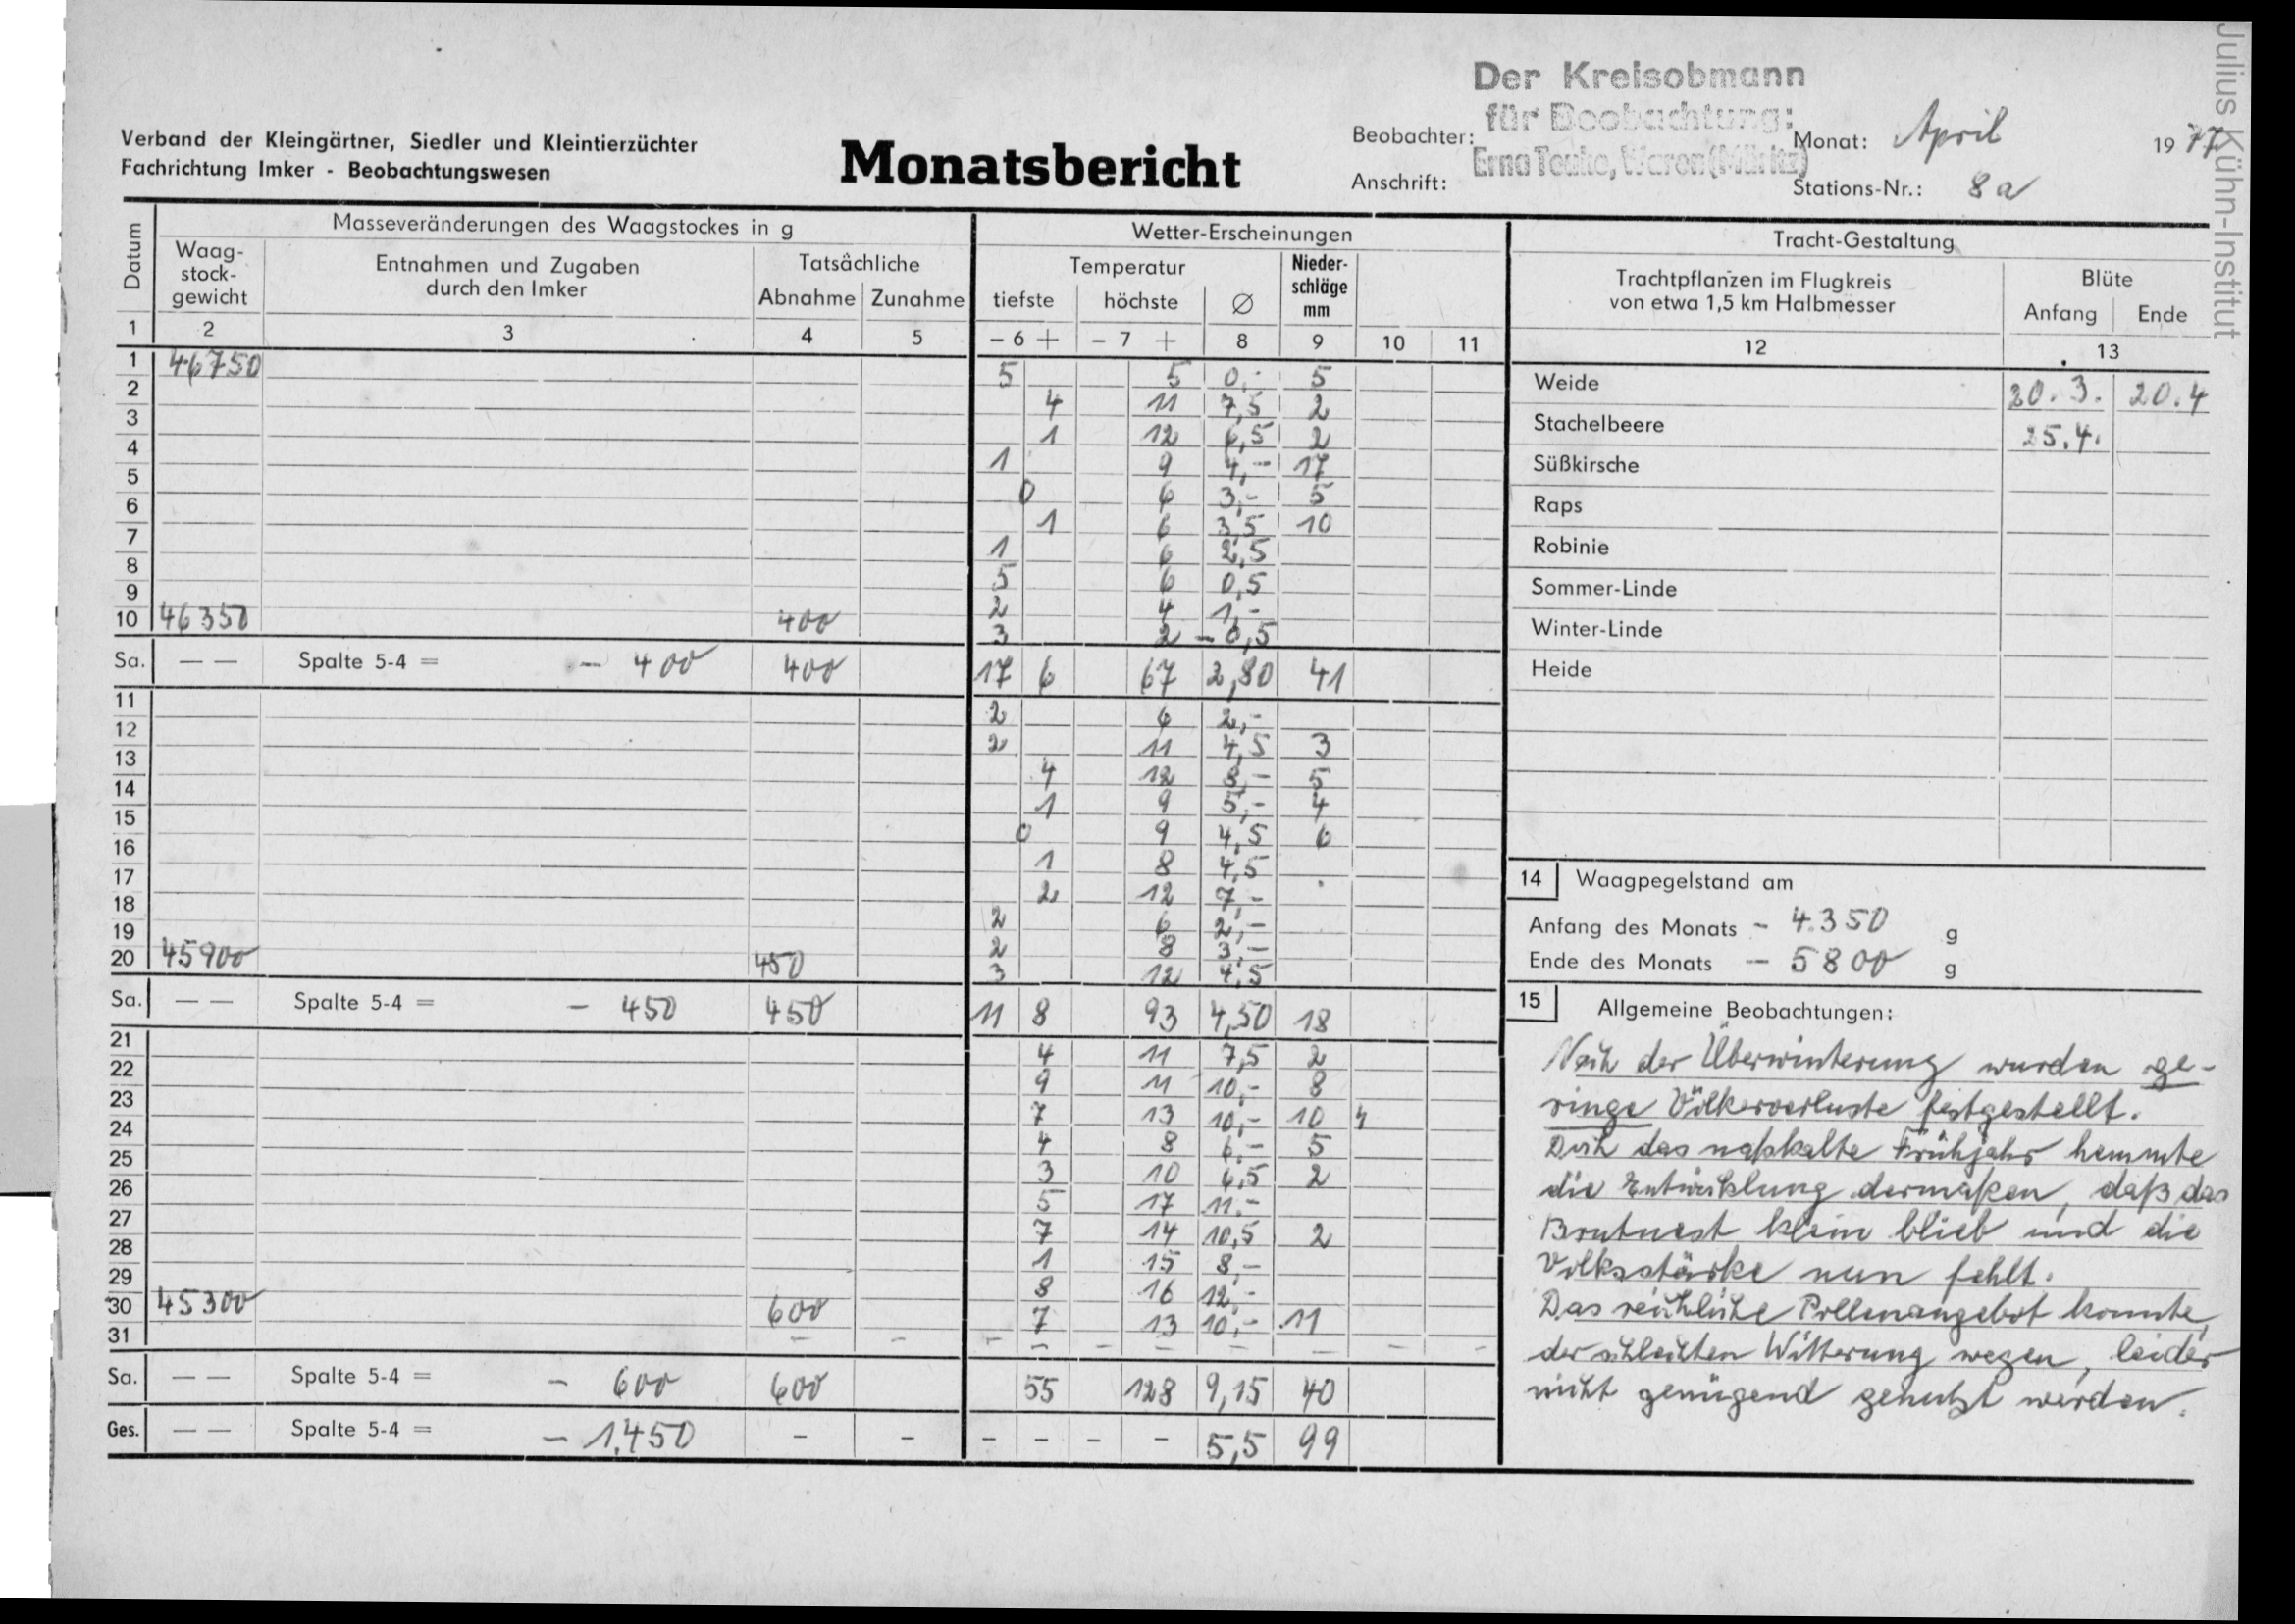 Der Kreisobmann
für Beobachtung:
Verband der Kleingärtner, Siedler und Kleintierzüchter
Fachrichtung Imker - Beobachtungswesen
Monatsbericht
Beobachter:
Erna Waren (Müritz)
Anschrift:
Monat: April 1977
Stations-Nr.: 8a
Julius Kühn-Institut
Datum
Masseveränderungen des Waagstockes in g
Waag-
stock-
gewicht
Entnahmen und Zugaben
durch den Imker
Tatsächliche
Abnahme Zunahme
Wetter-Erscheinungen
Temperatur
tiefste höchste Ø
Nieder-
schläge
mm
Tracht-Gestaltung
Trachtpflanzen im Flugkreis
von etwa 1,5 km Halbmesser
Blüte
Anfang Ende
1 2 3 4 5 - 6 + - 7 + 8 9 10 11 12 13
1 46750 5 5 0,- 5
2 4 11 7,5 2
3 1 12 6,5 2
4 1 9 4,- 17
5 0 6 3,- 5
6 1 6 3,5 10
7 1 6 2,5
8 5 6 0,5
9 2 4 1,-
10 46350 400 3 2 -0,5
Sa. — — Spalte 5-4 = - 400 400 17 6 67 2,80 41
11 2 6 2,-
12 2 11 4,5 3
13 4 12 8,- 5
14 1 9 5,- 4
15 0 9 4,5 6
16 1 8 4,5
17 2 12 7,-
18 2 6 2,-
19 2 8 3,-
20 45900 450 3 12 4,5
Sa. — — Spalte 5-4 = - 450 450 11 8 93 4,50 18
21 4 11 7,5 2
22 9 11 10,- 8
23 7 13 10,- 10 4
24 4 8 6,- 5
25 3 10 6,5 2
26 5 17 11.-
27 7 14 10,5 2
28 1 15 8,-
29 8 16 12,-
30 45300 600 7 13 10,- 11
31 - - - - - - - - - -
Sa. — — Spalte 5-4 = - 600 600 55 128 9,15 40
Ges. — — Spalte 5-4 = - 1.450 - - - - - - 5,5 99
Weide 20.3. 20.4
Stachelbeere 25.4.
Süßkirsche
Raps
Robinie
Sommer-Linde
Winter-Linde
Heide
14 Waagpegelstand am
Anfang des Monats - 4.350 g
Ende des Monats - 5800 g
15 Allgemeine Beobachtungen:
Nach der Überwinterung wurden ge-
ringe Völkerverluste festgestellt.
Doch das naßkalte Frühjahr hemmte
die Entwicklung dermaßen, daß das
Brutnest klein blieb und die
Volksstärke nun fehlt.
Das reichliche Pollenangebot konnte,
der schlechten Witterung wegen, leider
nicht genügend genutzt werden.